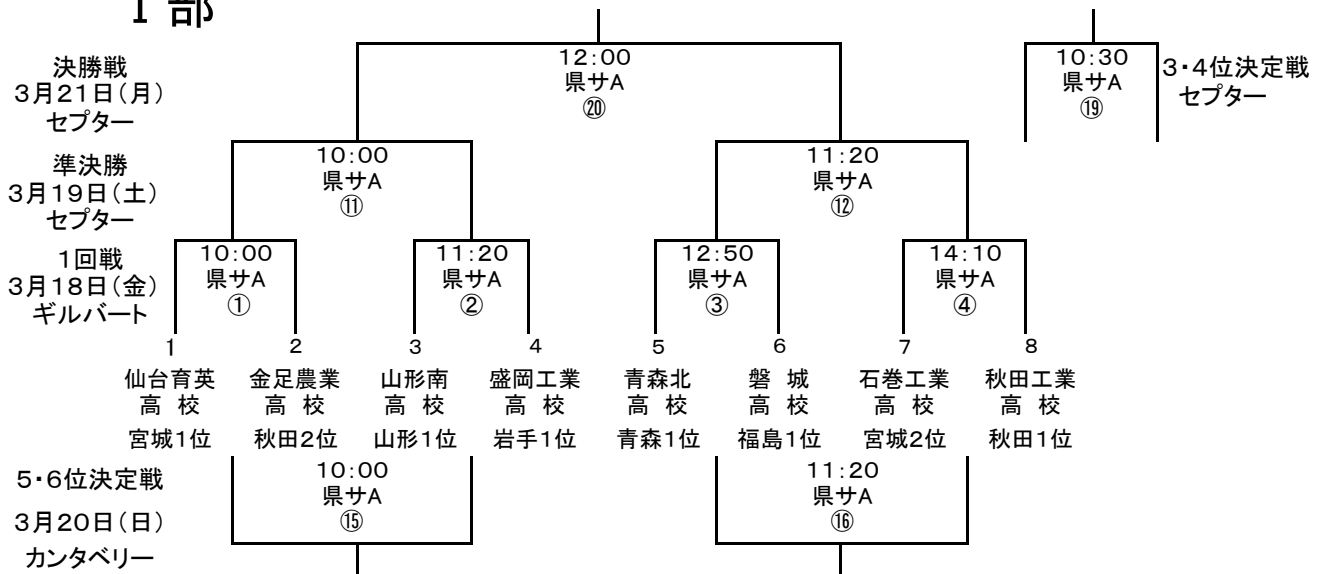 Ⅰ部
決勝戦
3月21日(月)
セプター
12:00
県サA
⑳
10:30
県サA
⑲
3・4位決定戦
セプター
準決勝
3月19日(土)
セプター
10:00
県サA
⑪
11:20
県サA
⑫
1回戦
3月18日(金)
ギルバート
10:00
県サA
①
11:20
県サA
②
12:50
県サA
③
14:10
県サA
④
1 2 3 4 5 6 7 8
仙台育英 金足農業 山形南 盛岡工業 青森北 磐 城 石巻工業 秋田工業
高 校 高 校 高 校 高 校 高 校 高 校 高 校 高 校
宮城1位 秋田2位 山形1位 岩手1位 青森1位 福島1位 宮城2位 秋田1位
5・6位決定戦
3月20日(日)
カンタベリー
10:00
県サA
⑮
11:20
県サA
⑯